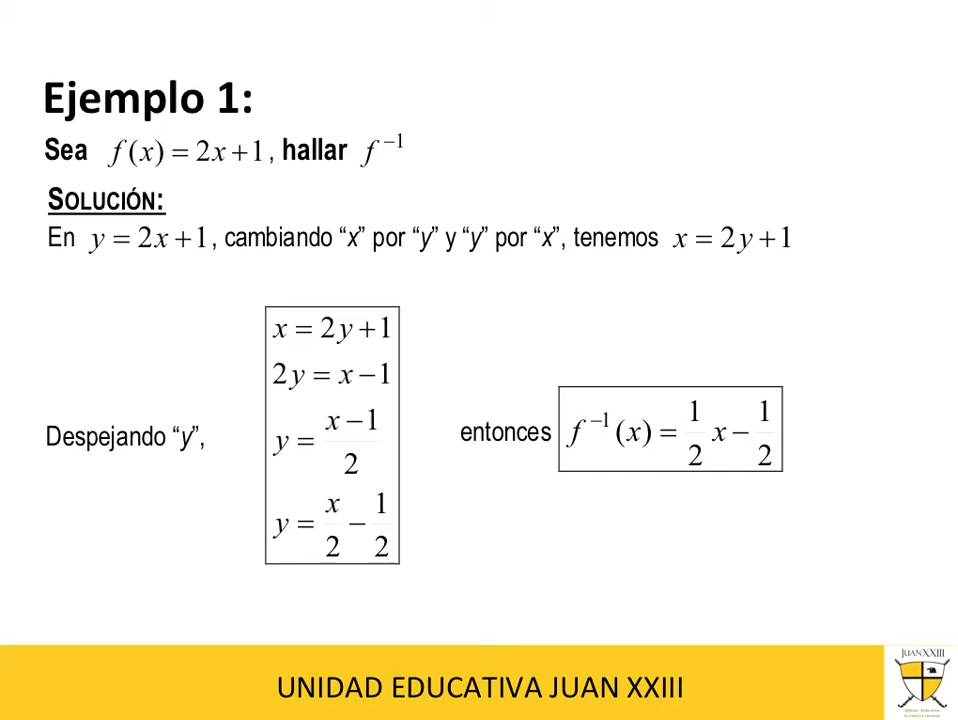 Ejemplo 1:
Sea f(x) = 2x + 1, hallar f⁻¹
SOLUCIÓN:
En y = 2x + 1, cambiando “x” por “y” y “y” por “x”, tenemos x = 2y + 1
x = 2y + 1
2y = x − 1
Despejando “y”,
y = (x − 1)/2
y = x/2 − 1/2
entonces f⁻¹(x) = 1/2 x − 1/2
UNIDAD EDUCATIVA JUAN XXIII
JUAN XXIII